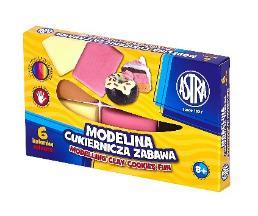 ASTRA
6
kolorów
MODELINA
CUKIERNICZA ZABAWA
MODELLING CLAY COOKIES FUN
8+